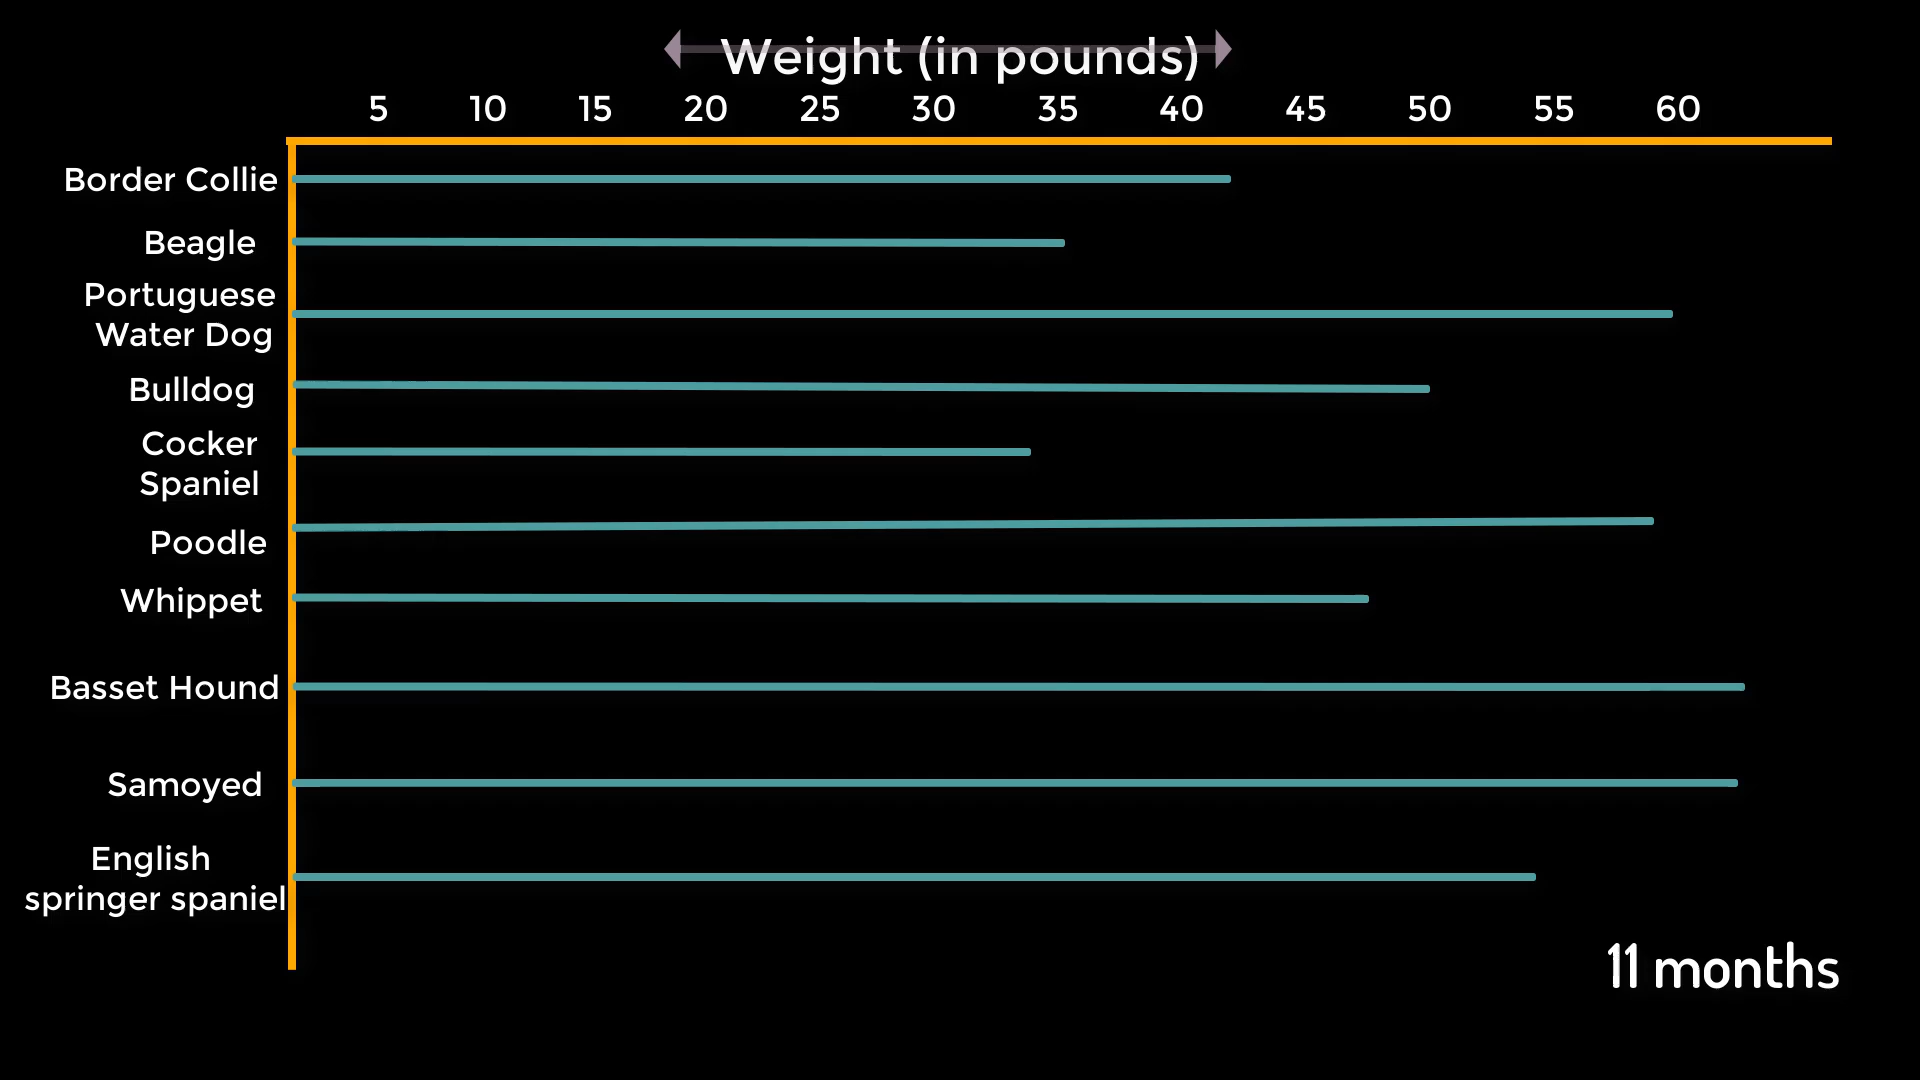 Weight (in pounds)
5 10 15 20 25 30 35 40 45 50 55 60
Border Collie
Beagle
Portuguese
Water Dog
Bulldog
Cocker
Spaniel
Poodle
Whippet
Basset Hound
Samoyed
English
springer spaniel
11 months